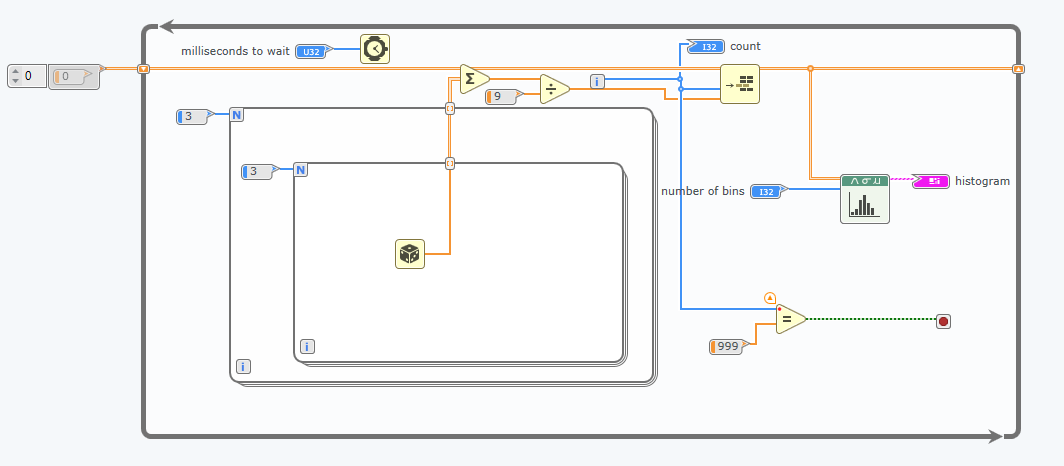 milliseconds to wait U32
I32 count
0 0
Σ
9 ÷ i
3 N
3 N
number of bins I32
histogram
i
i
=
999